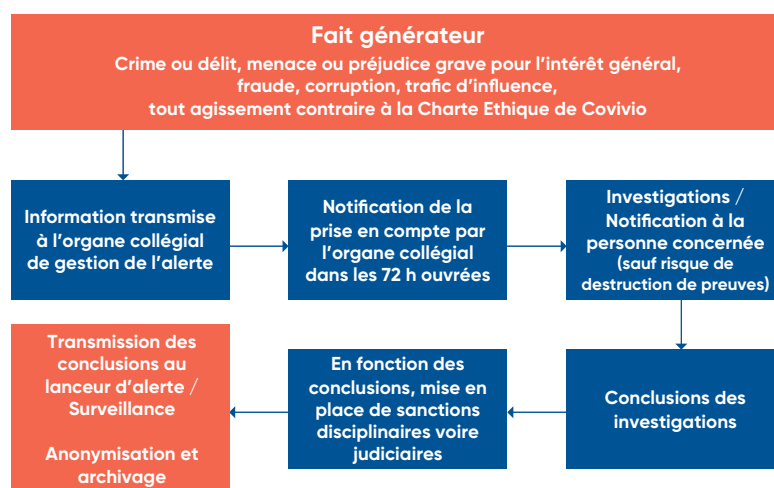 Fait générateur
Crime ou délit, menace ou préjudice grave pour l'intérêt général,
fraude, corruption, trafic d'influence,
tout agissement contraire à la Charte Ethique de Covivio
Information transmise
à l'organe collégial
de gestion de l'alerte
Notification de la
prise en compte par
l'organe collégial
dans les 72 h ouvrées
Investigations /
Notification à la
personne concernée
(sauf risque de
destruction de preuves)
Conclusions des
investigations
En fonction des
conclusions, mise en
place de sanctions
disciplinaires voire
judiciaires
Transmission des
conclusions au
lanceur d'alerte /
Surveillance
Anonymisation et
archivage